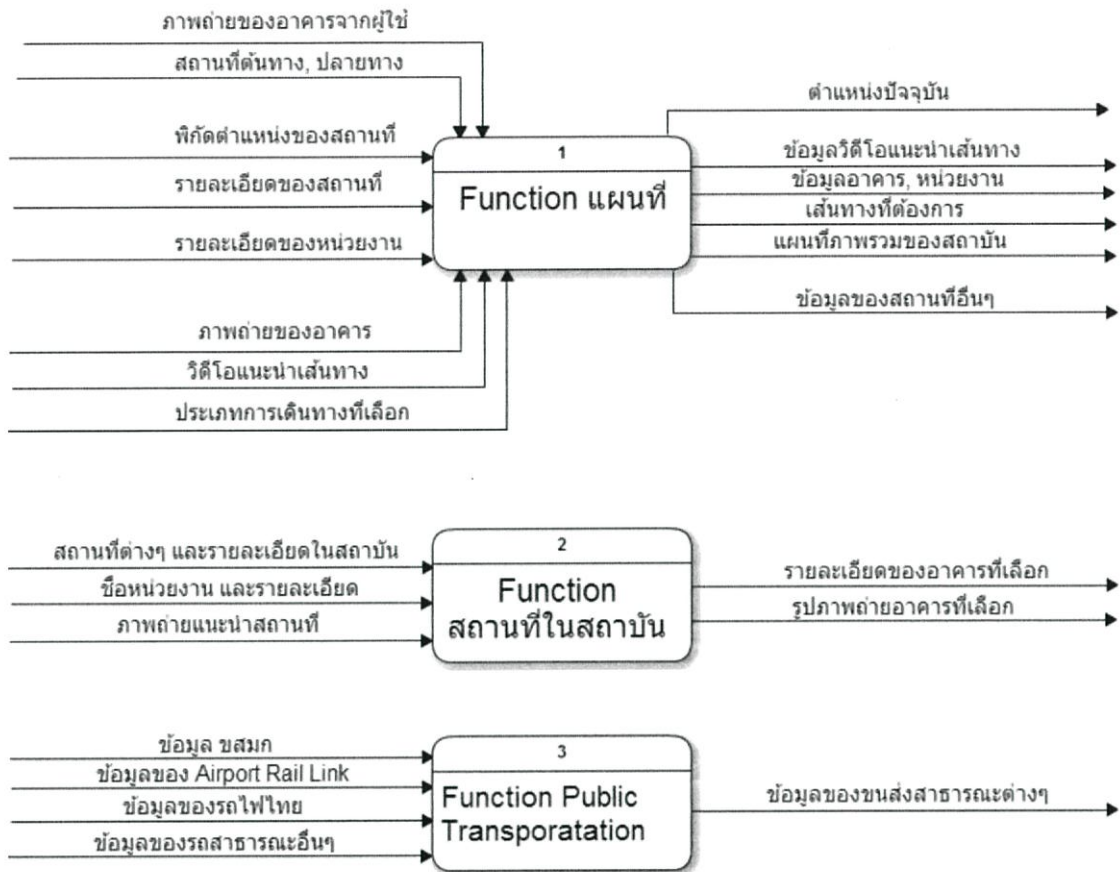 ภาพถ่ายของอาคารจากผู้ใช้
สถานที่ต้นทาง, ปลายทาง
พิกัดตำแหน่งของสถานที่
รายละเอียดของสถานที่
รายละเอียดของหน่วยงาน
ภาพถ่ายของอาคาร
วิดีโอแนะนำเส้นทาง
ประเภทการเดินทางที่เลือก
1
Function แผนที่
ตำแหน่งปัจจุบัน
ข้อมูลวิดีโอแนะนำเส้นทาง
ข้อมูลอาคาร, หน่วยงาน
เส้นทางที่ต้องการ
แผนที่ภาพรวมของสถาบัน
ข้อมูลของสถานที่อื่นๆ
สถานที่ต่างๆ และรายละเอียดในสถาบัน
ชื่อหน่วยงาน และรายละเอียด
ภาพถ่ายแนะนำสถานที่
2
Function
สถานที่ในสถาบัน
รายละเอียดของอาคารที่เลือก
รูปภาพถ่ายอาคารที่เลือก
ข้อมูล ขสมก
ข้อมูลของ Airport Rail Link
ข้อมูลของรถไฟไทย
ข้อมูลของรถสาธารณะอื่นๆ
3
Function Public
Transporatation
ข้อมูลของขนส่งสาธารณะต่างๆ